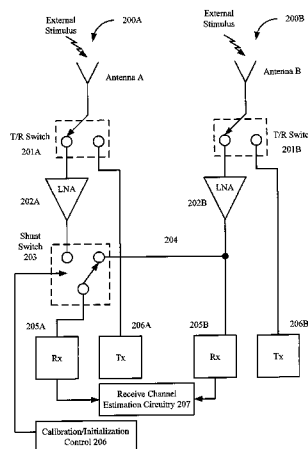 External
Stimulus
200A
External
Stimulus
200B
Antenna A
Antenna B
T/R Switch
201A
T/R Switch
201B
LNA
202A
LNA
202B
Shunt
Switch
203
204
205A
206A
205B
206B
Rx
Tx
Rx
Tx
Receive Channel
Estimation Circuitry 207
Calibration/Initialization
Control 206